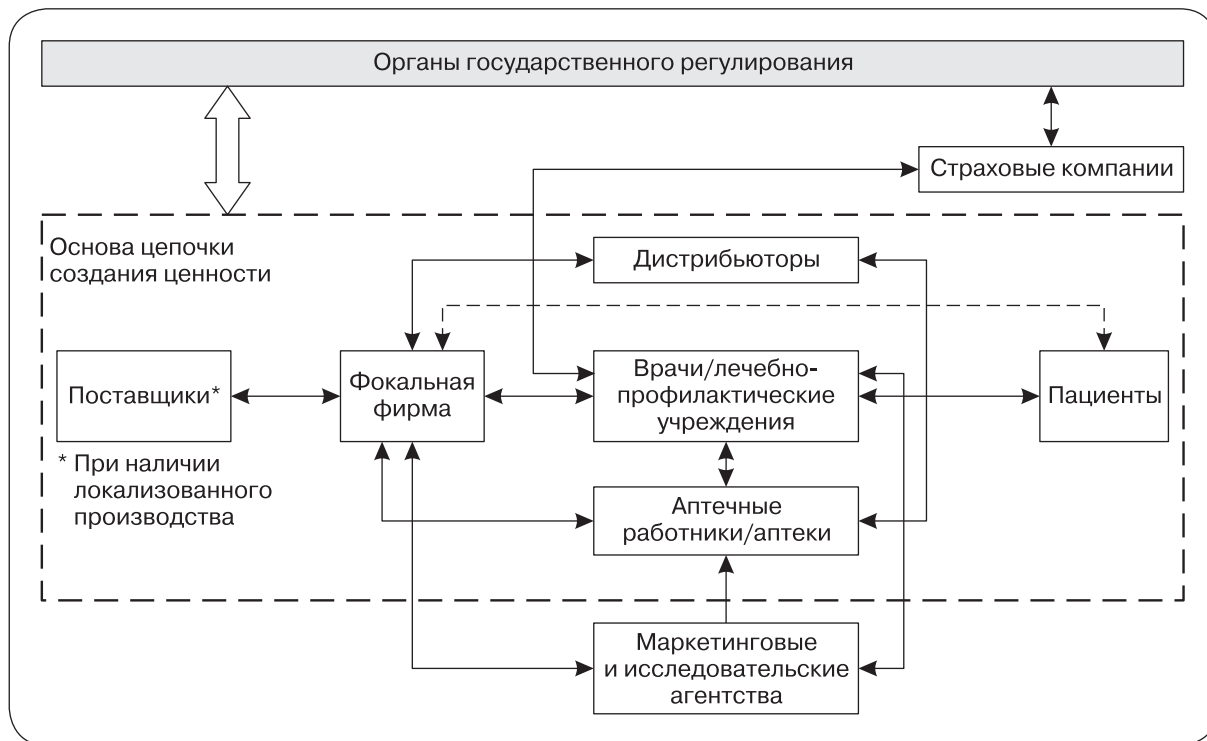 Органы государственного регулирования
Страховые компании
Основа цепочки
создания ценности
Дистрибьюторы
Поставщики*
Фокальная
фирма
Врачи/лечебно-
профилактические
учреждения
Пациенты
* При наличии
локализованного
производства
Аптечные
работники/аптеки
Маркетинговые
и исследовательские
агентства